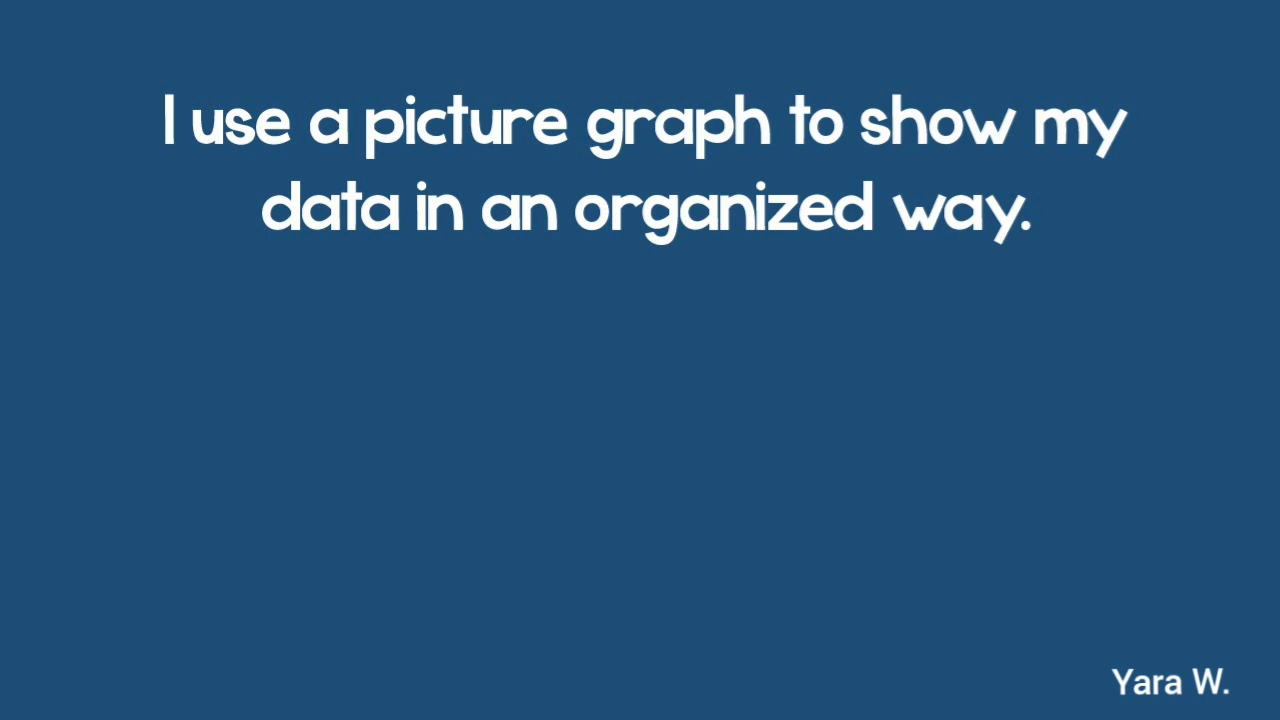 I use a picture graph to show my
data in an organized way.
Yara W.